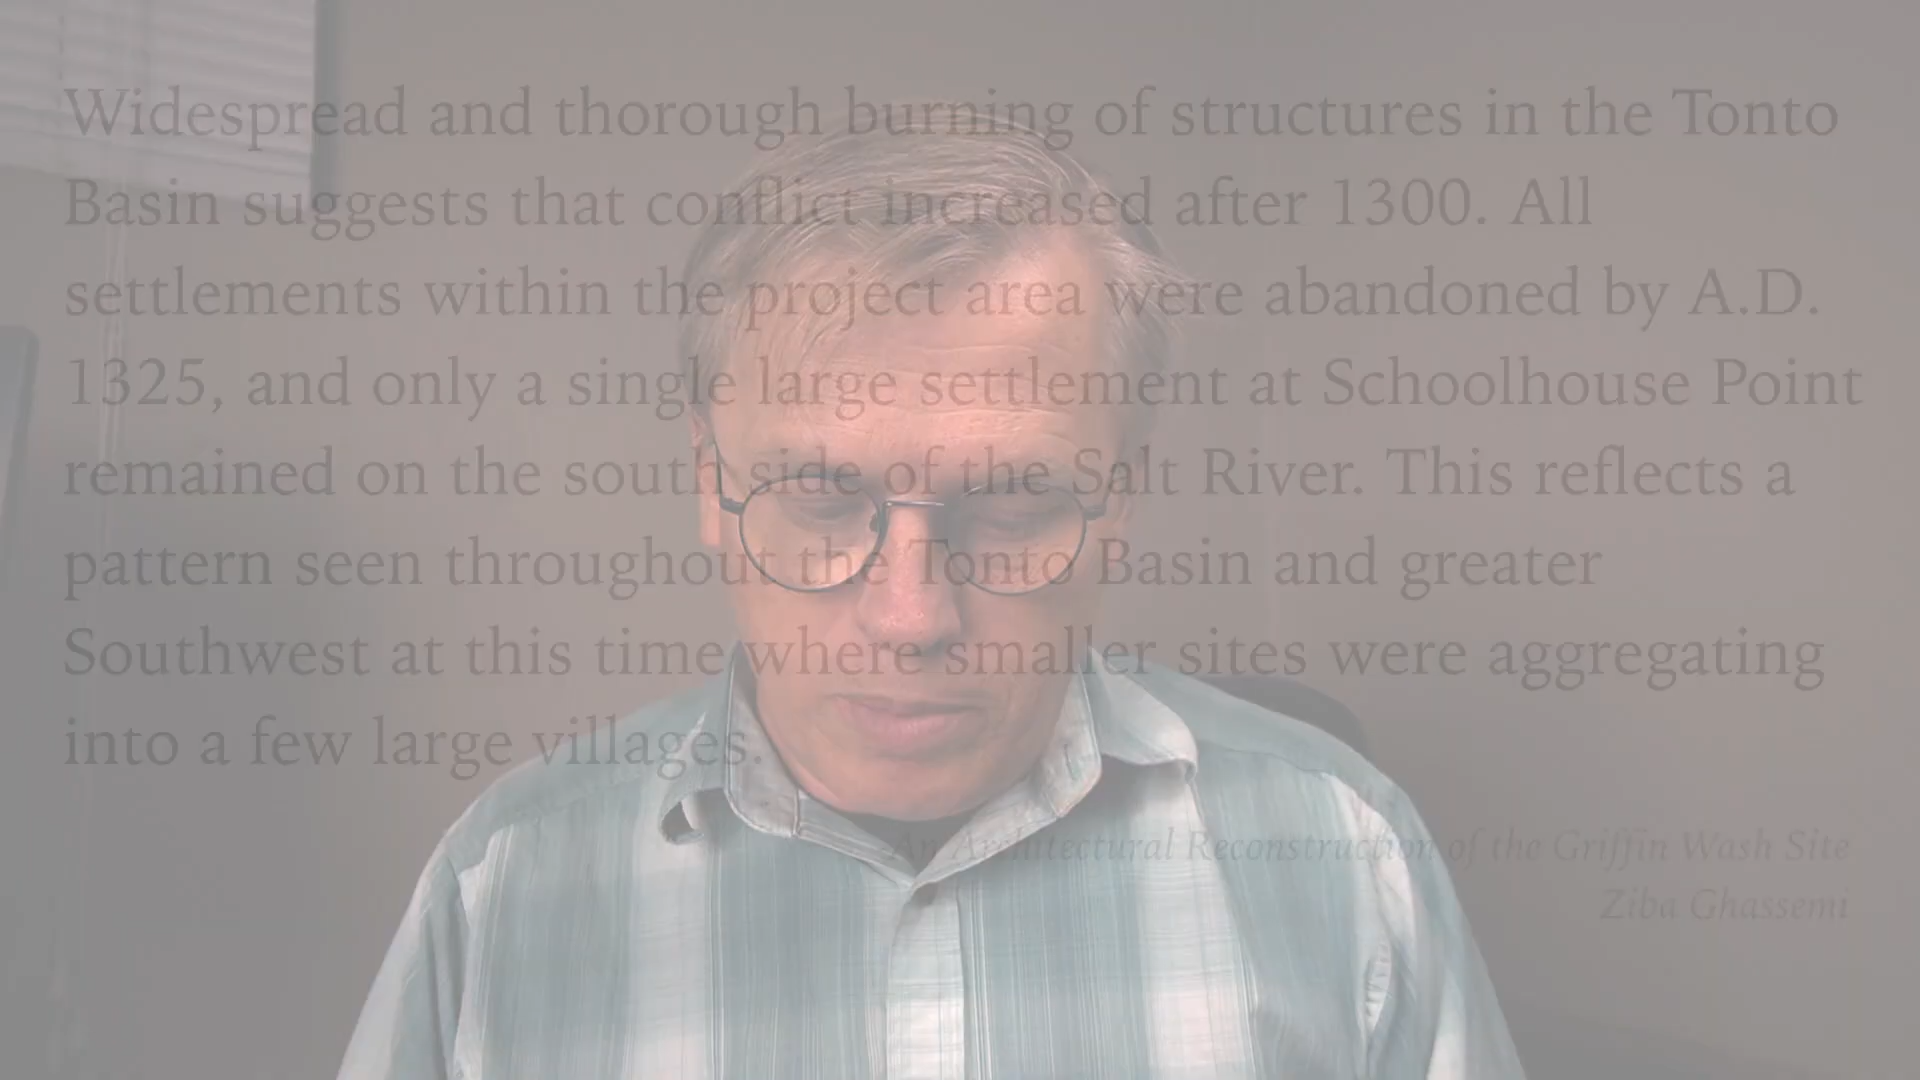 Widespread and thorough burning of structures in the Tonto
Basin suggests that conflict increased after 1300. All
settlements within the project area were abandoned by A.D.
1325, and only a single large settlement at Schoolhouse Point
remained on the south side of the Salt River. This reflects a
pattern seen throughout the Tonto Basin and greater
Southwest at this time where smaller sites were aggregating
into a few large villages.
An Architectural Reconstruction of the Griffin Wash Site
Ziba Ghassemi